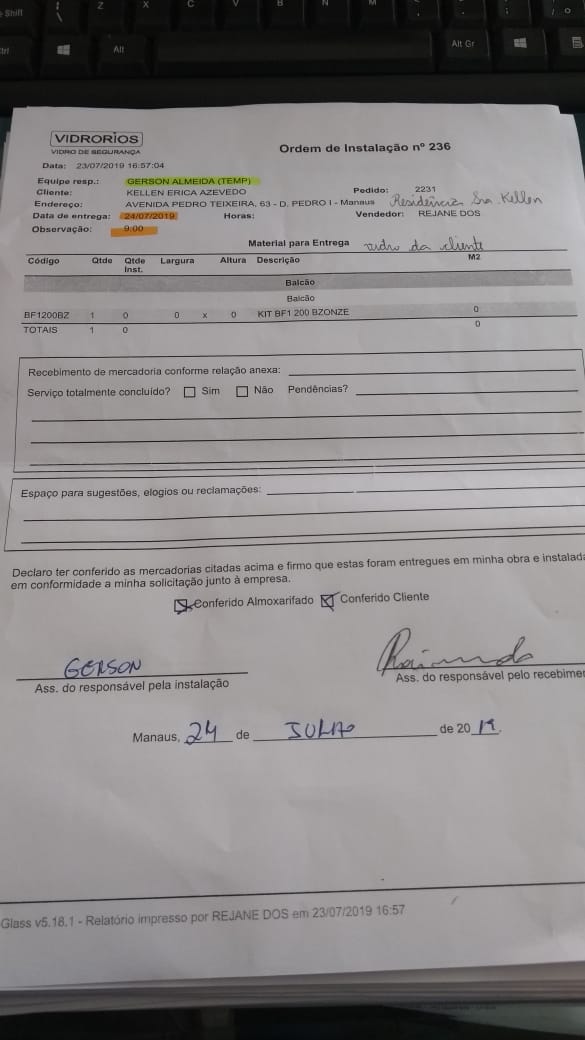 Shift
Z
X
C
V
B
N
M
Ctrl
Alt
Alt Gr
VIDRORIOS
VIDRO DE SEGURANÇA
Ordem de Instalação nº 236
Data: 23/07/2019 16:57:04
Equipe resp.: GERSON ALMEIDA (TEMP)
Cliente: KELLEN ERICA AZEVEDO Pedido: 2231
Endereço: AVENIDA PEDRO TEIXEIRA, 63 - D. PEDRO I - Manaus Residência Sra Kellen
Data de entrega: 24/07/2019 Horas: Vendedor: REJANE DOS
Observação: 9:00
Material para Entrega vidro da cliente
Código Qtde Qtde Inst. Largura Altura Descrição M2
Balcão
Balcão
BF1200BZ 1 0 0 x 0 KIT BF1 200 BZONZE 0
TOTAIS 1 0 0
Recebimento de mercadoria conforme relação anexa:
Serviço totalmente concluído? Sim Não Pendências?
Espaço para sugestões, elogios ou reclamações:
Declaro ter conferido as mercadorias citadas acima e firmo que estas foram entregues em minha obra e instalada
em conformidade a minha solicitação junto à empresa.
Conferido Almoxarifado Conferido Cliente
GERSON Raimundo
Ass. do responsável pela instalação Ass. do responsável pelo recebimen
Manaus, 24 de JULHO de 2019.
Glass v5.18.1 - Relatório impresso por REJANE DOS em 23/07/2019 16:57